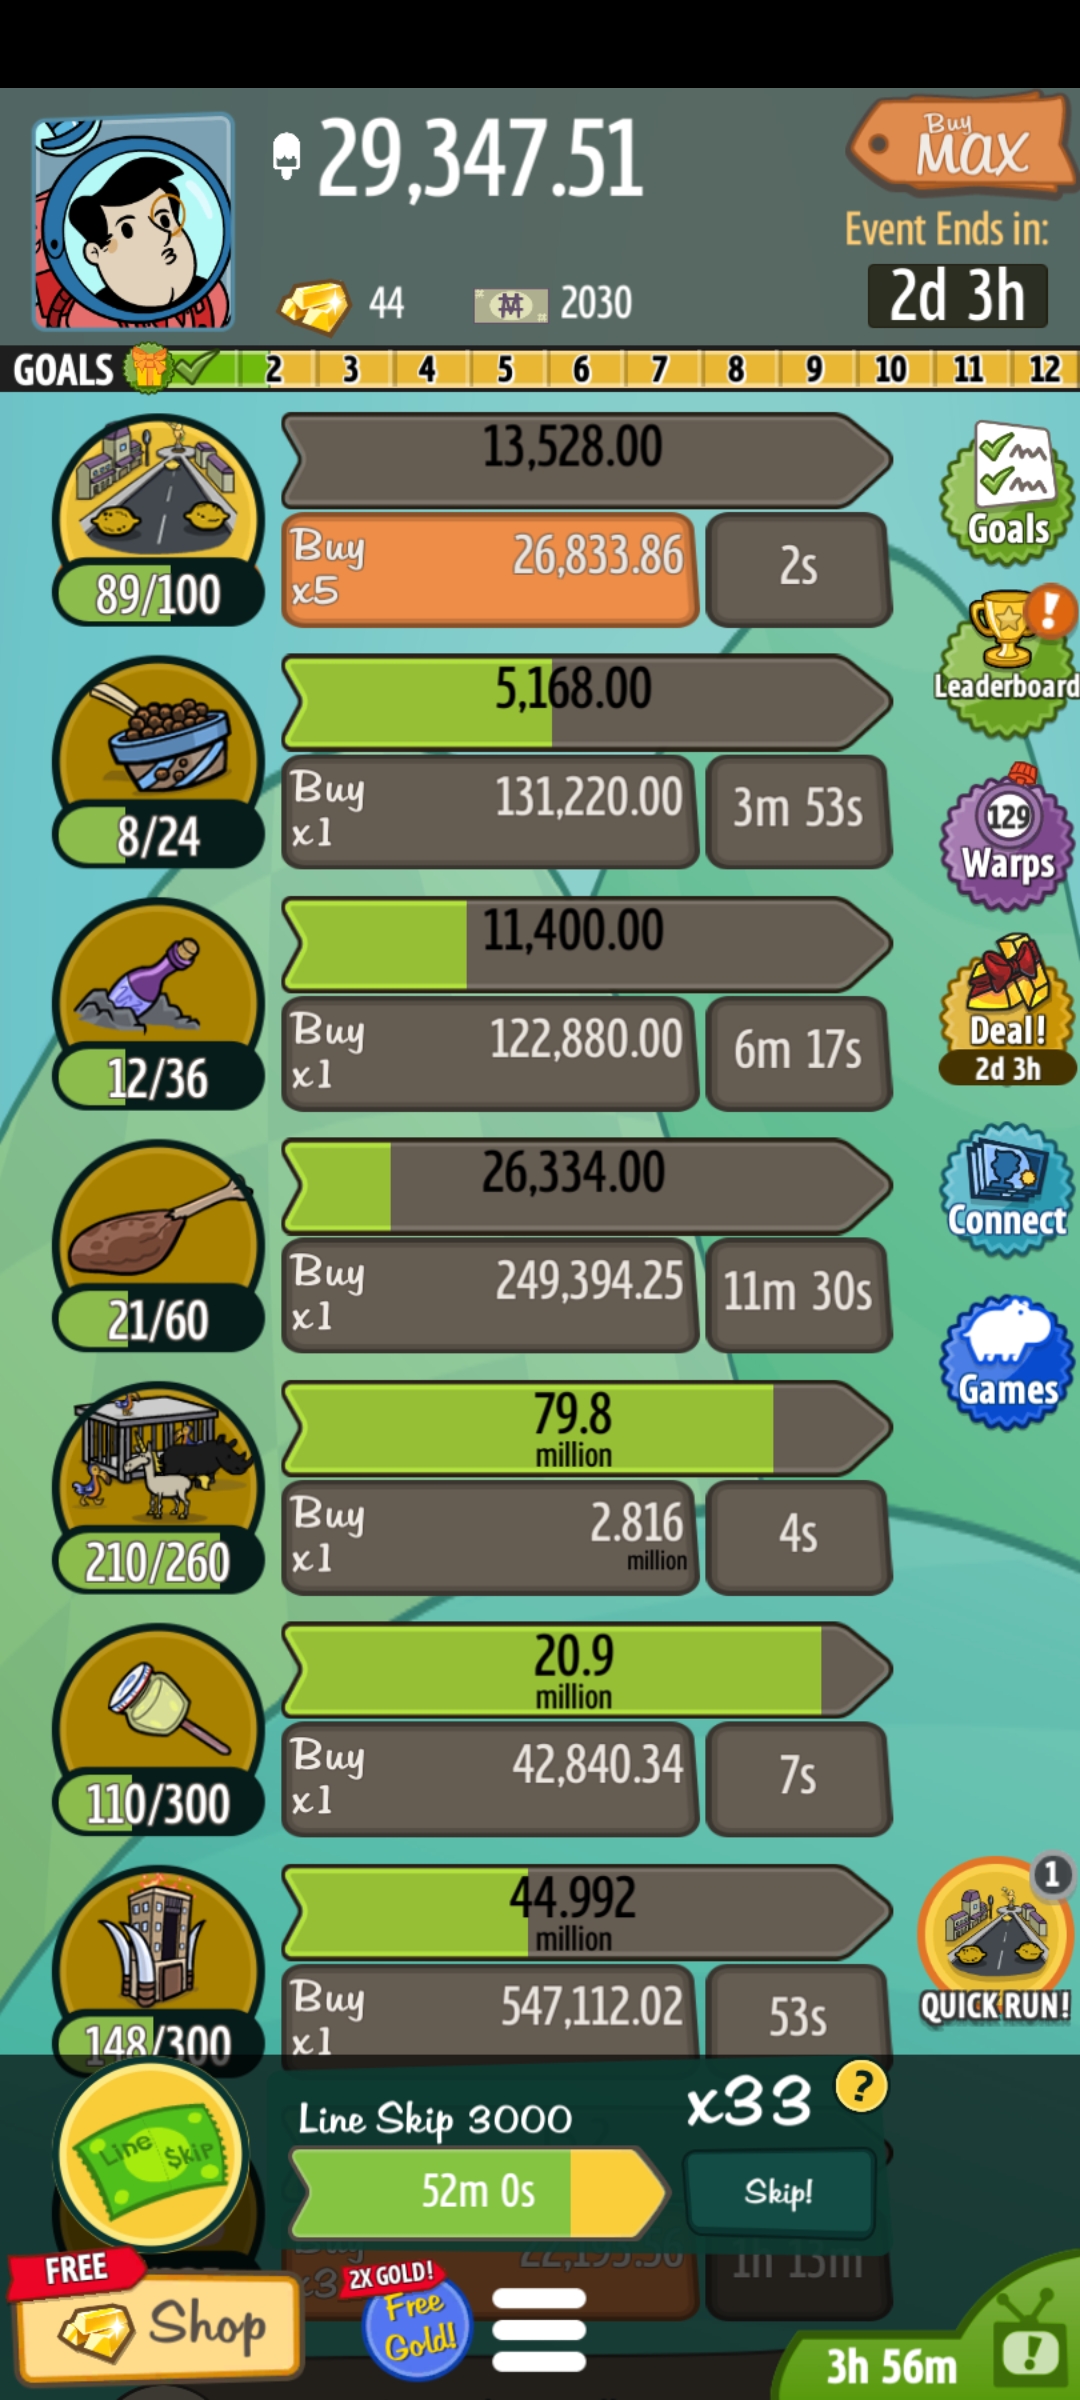 29,347.51
Buy
MAX
Event Ends in:
2d 3h
44
2030
GOALS 2 3 4 5 6 7 8 9 10 11 12
13,528.00
Buy
x5
26,833.86
2s
89/100
Goals
5,168.00
Buy
x1
131,220.00
3m 53s
8/24
Leaderboard
11,400.00
Buy
x1
122,880.00
6m 17s
12/36
129
Warps
26,334.00
Buy
x1
249,394.25
11m 30s
21/60
Deal!
2d 3h
79.8
million
Buy
x1
2.816
million
4s
210/260
Connect
20.9
million
Buy
x1
42,840.34
7s
110/300
Games
44.992
million
Buy
x1
547,112.02
53s
148/300
1
QUICK RUN!
Line Skip
Line Skip 3000
x33
?
52m 0s
Skip!
Buy
x3
22,193.56
1h 13m
FREE
Shop
2X GOLD!
Free
Gold!
3h 56m